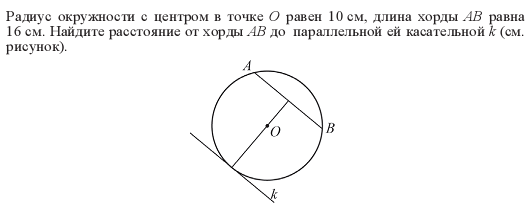 Радиус окружности с центром в точке O равен 10 см, длина хорды AB равна
16 см. Найдите расстояние от хорды AB до параллельной ей касательной k (см.
рисунок).
A
O
B
k